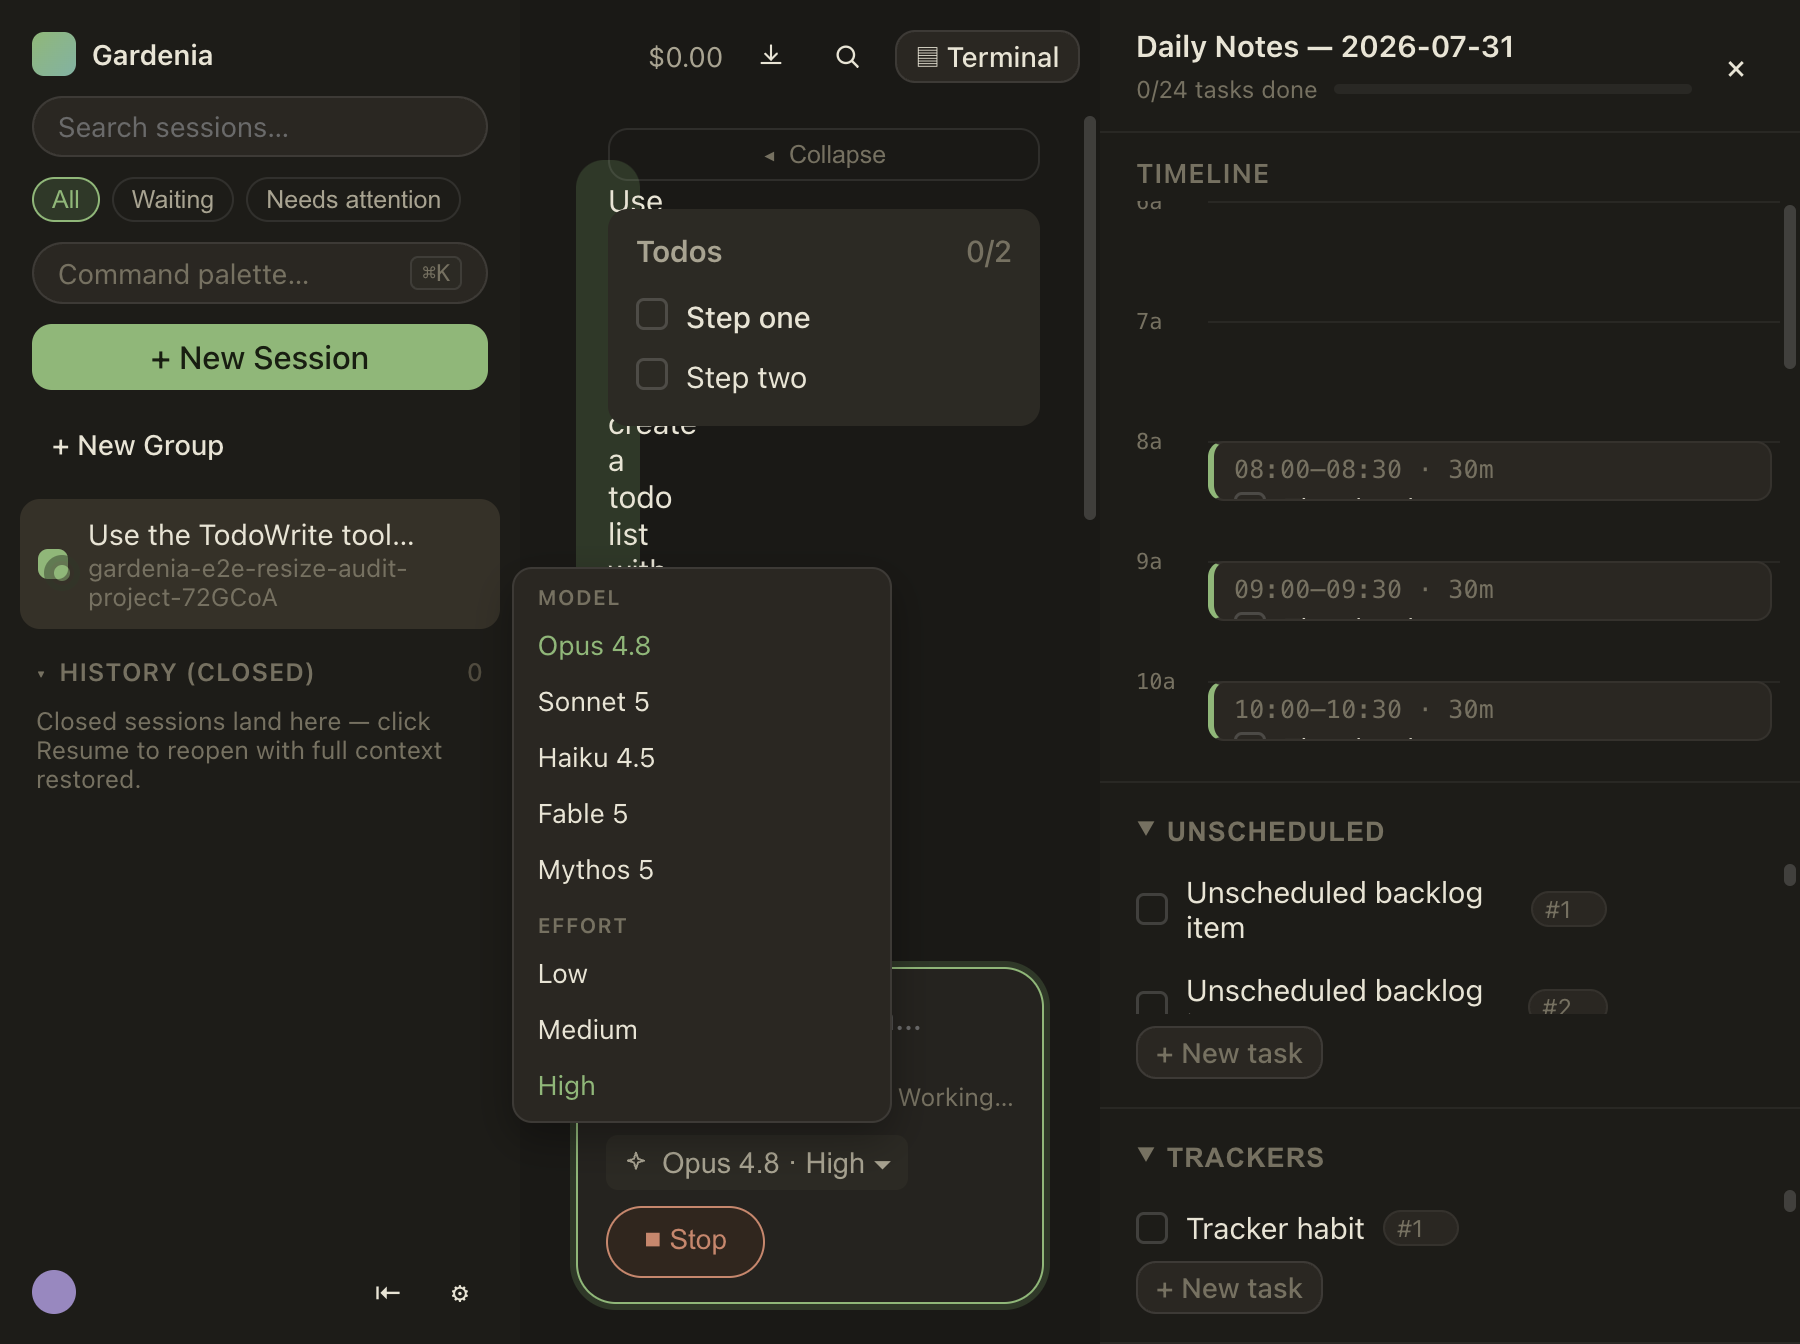 Gardenia
Search sessions...
All
Waiting
Needs attention
Command palette...
⌘K
+ New Session
+ New Group
Use the TodoWrite tool...
gardenia-e2e-resize-audit-
project-72GCoA
HISTORY (CLOSED)
0
Closed sessions land here — click
Resume to reopen with full context
restored.
$0.00
Terminal
Collapse
Use
Todos
0/2
Step one
Step two
create
a
todo
list
with
MODEL
Opus 4.8
Sonnet 5
Haiku 4.5
Fable 5
Mythos 5
EFFORT
Low
Medium
High
Working...
Opus 4.8 · High
Stop
Daily Notes — 2026-07-31
0/24 tasks done
TIMELINE
6a
7a
8a
08:00–08:30 · 30m
9a
09:00–09:30 · 30m
10a
10:00–10:30 · 30m
UNSCHEDULED
Unscheduled backlog
item
#1
Unscheduled backlog
#2
+ New task
TRACKERS
Tracker habit
#1
+ New task